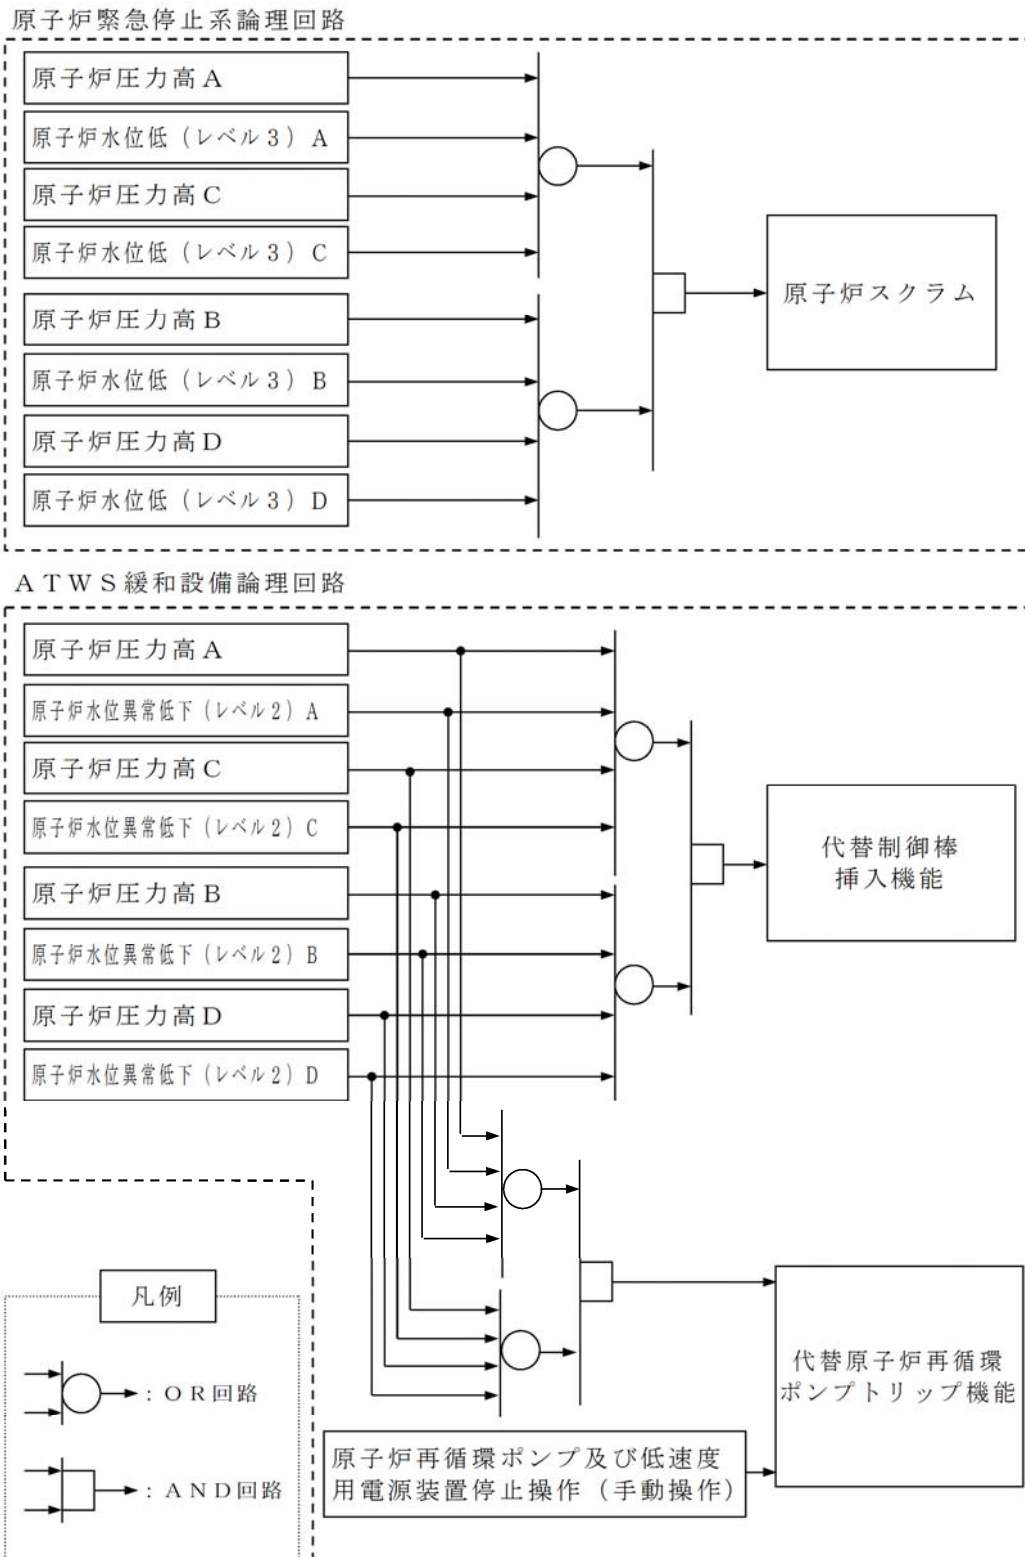 原子炉緊急停止系論理回路
原子炉圧力高A
原子炉水位低（レベル3）A
原子炉圧力高C
原子炉水位低（レベル3）C
原子炉圧力高B
原子炉水位低（レベル3）B
原子炉圧力高D
原子炉水位低（レベル3）D
原子炉スクラム
ATWS緩和設備論理回路
原子炉圧力高A
原子炉水位異常低下（レベル2）A
原子炉圧力高C
原子炉水位異常低下（レベル2）C
原子炉圧力高B
原子炉水位異常低下（レベル2）B
原子炉圧力高D
原子炉水位異常低下（レベル2）D
代替制御棒
挿入機能
代替原子炉再循環
ポンプトリップ機能
原子炉再循環ポンプ及び低速度
用電源装置停止操作（手動操作）
凡例
：OR回路
：AND回路